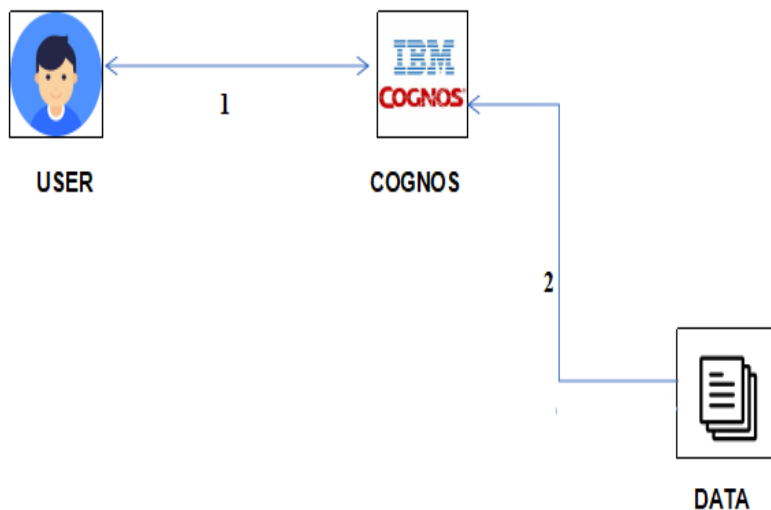 IBM
COGNOS
1
USER
COGNOS
2
DATA